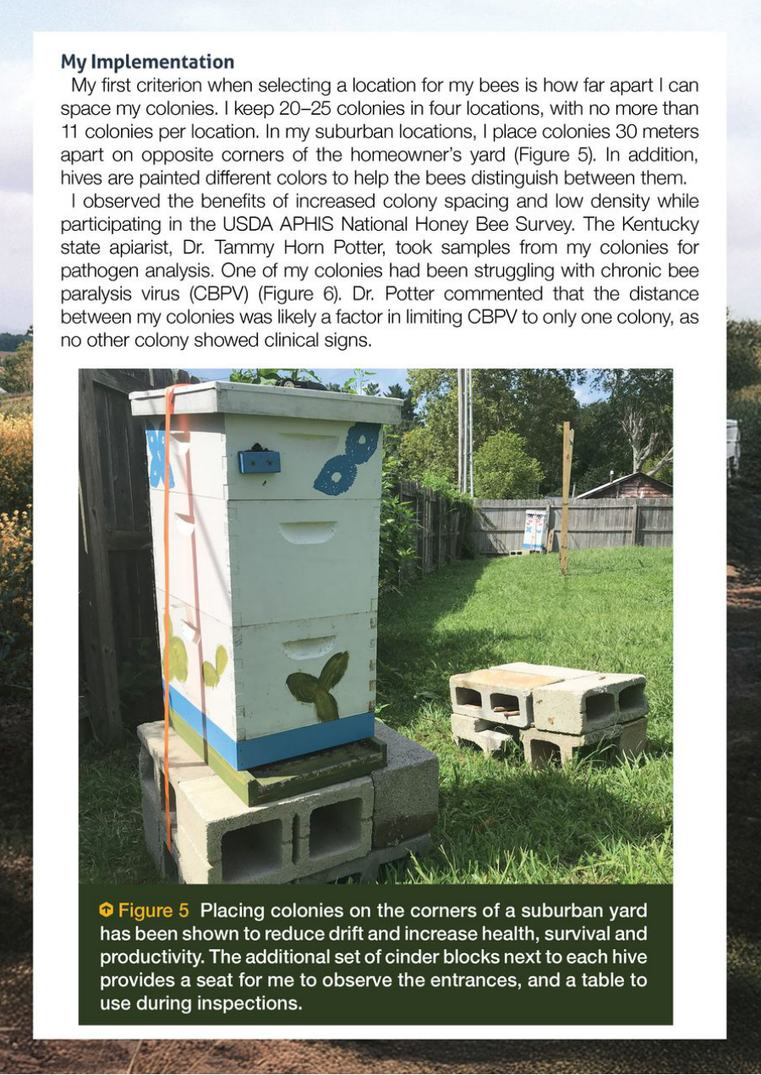 My Implementation
My first criterion when selecting a location for my bees is how far apart I can
space my colonies. I keep 20–25 colonies in four locations, with no more than
11 colonies per location. In my suburban locations, I place colonies 30 meters
apart on opposite corners of the homeowner's yard (Figure 5). In addition,
hives are painted different colors to help the bees distinguish between them.
I observed the benefits of increased colony spacing and low density while
participating in the USDA APHIS National Honey Bee Survey. The Kentucky
state apiarist, Dr. Tammy Horn Potter, took samples from my colonies for
pathogen analysis. One of my colonies had been struggling with chronic bee
paralysis virus (CBPV) (Figure 6). Dr. Potter commented that the distance
between my colonies was likely a factor in limiting CBPV to only one colony, as
no other colony showed clinical signs.
Figure 5 Placing colonies on the corners of a suburban yard
has been shown to reduce drift and increase health, survival and
productivity. The additional set of cinder blocks next to each hive
provides a seat for me to observe the entrances, and a table to
use during inspections.